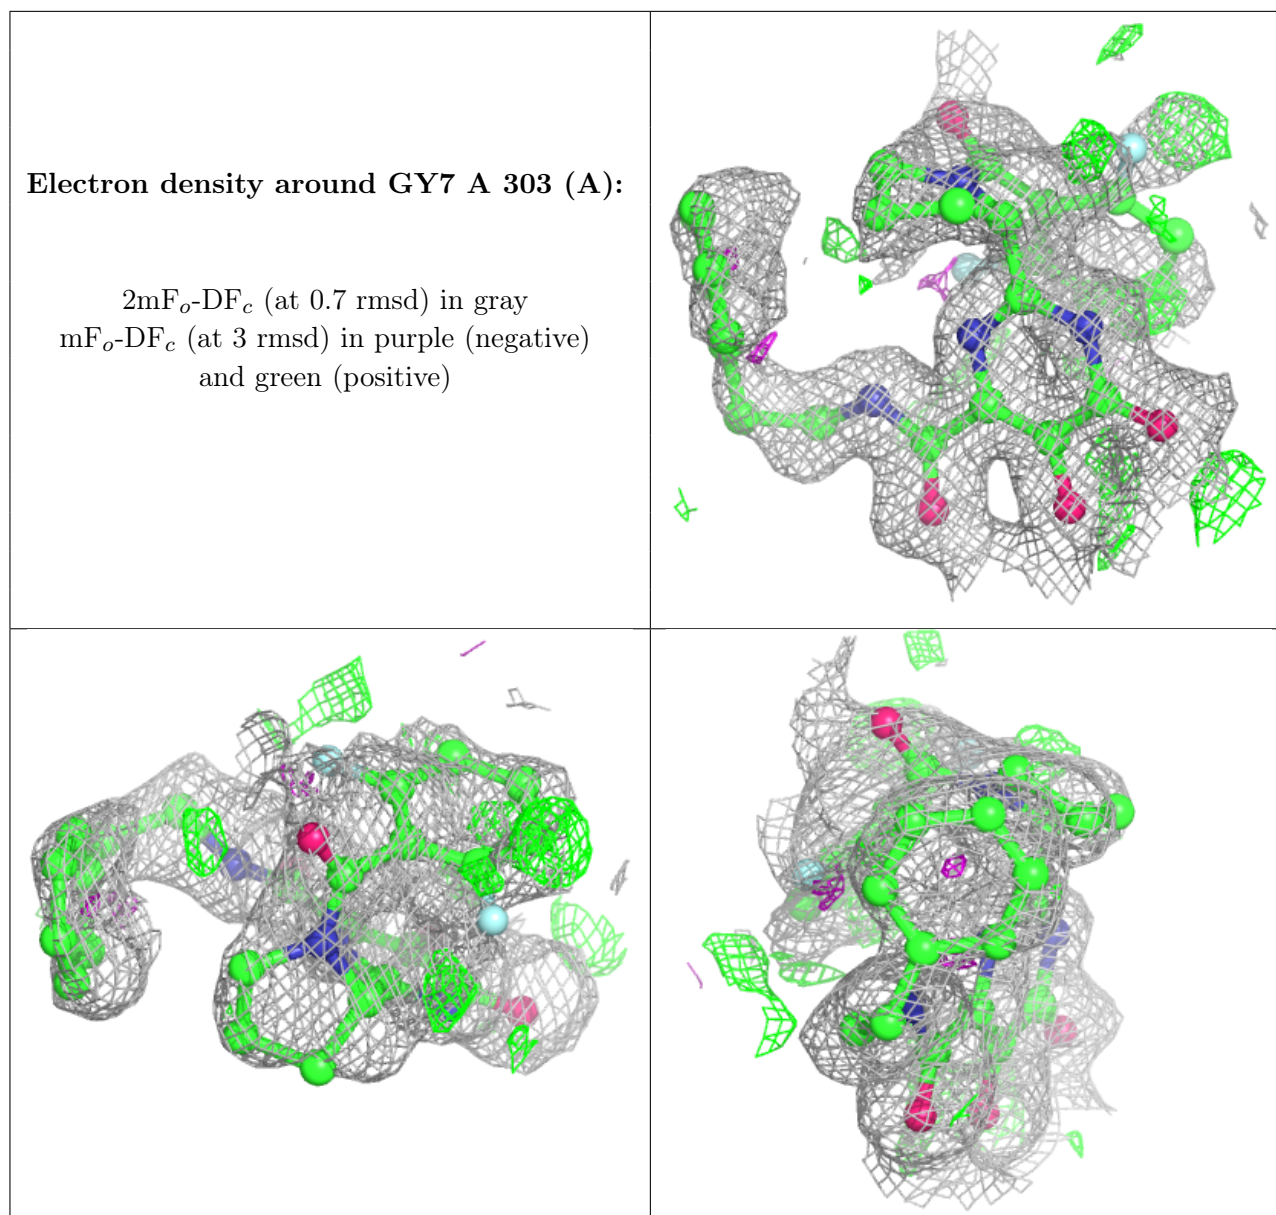 Electron density around GY7 A 303 (A):
2mFo-DFc (at 0.7 rmsd) in gray
mFo-DFc (at 3 rmsd) in purple (negative)
and green (positive)